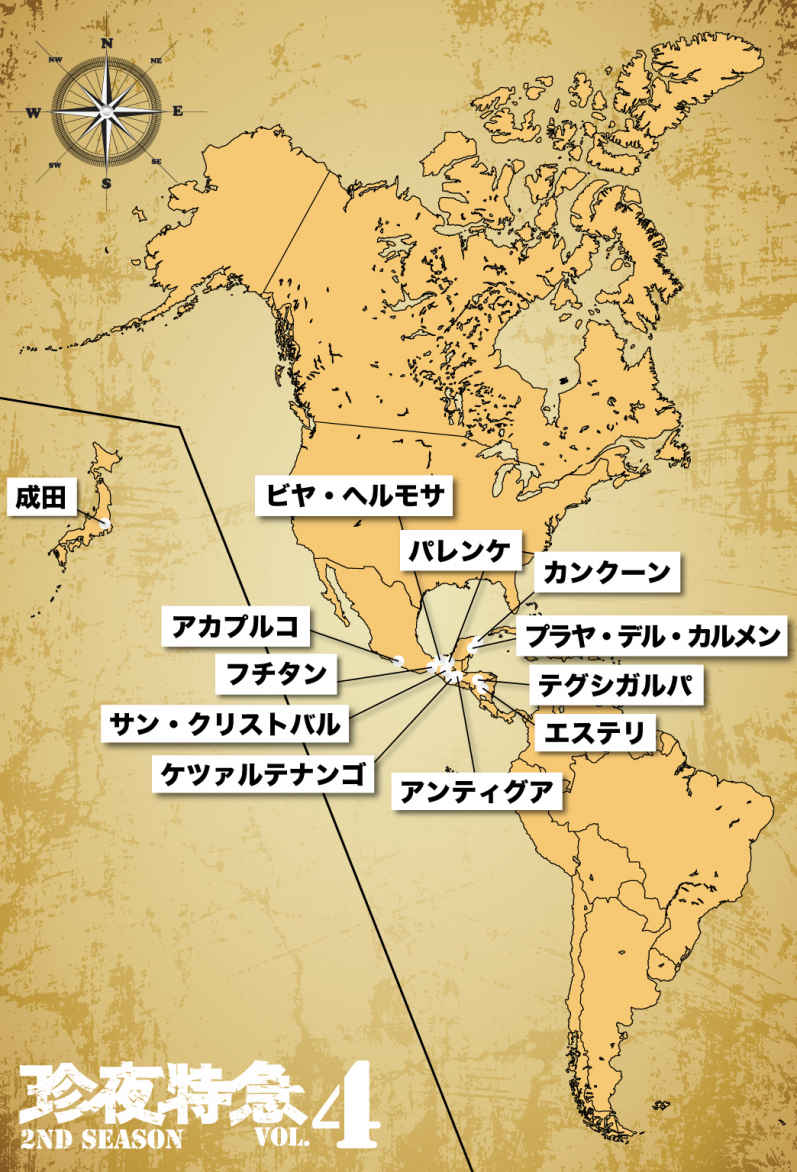 N
NW
NE
W
E
SW
SE
S
成田
ビヤ・ヘルモサ
パレンケ
カンクーン
アカプルコ
プラヤ・デル・カルメン
フチタン
テグシガルパ
サン・クリストバル
エステリ
ケツァルテナンゴ
アンティグア
珍夜特急4
2ND SEASON VOL.